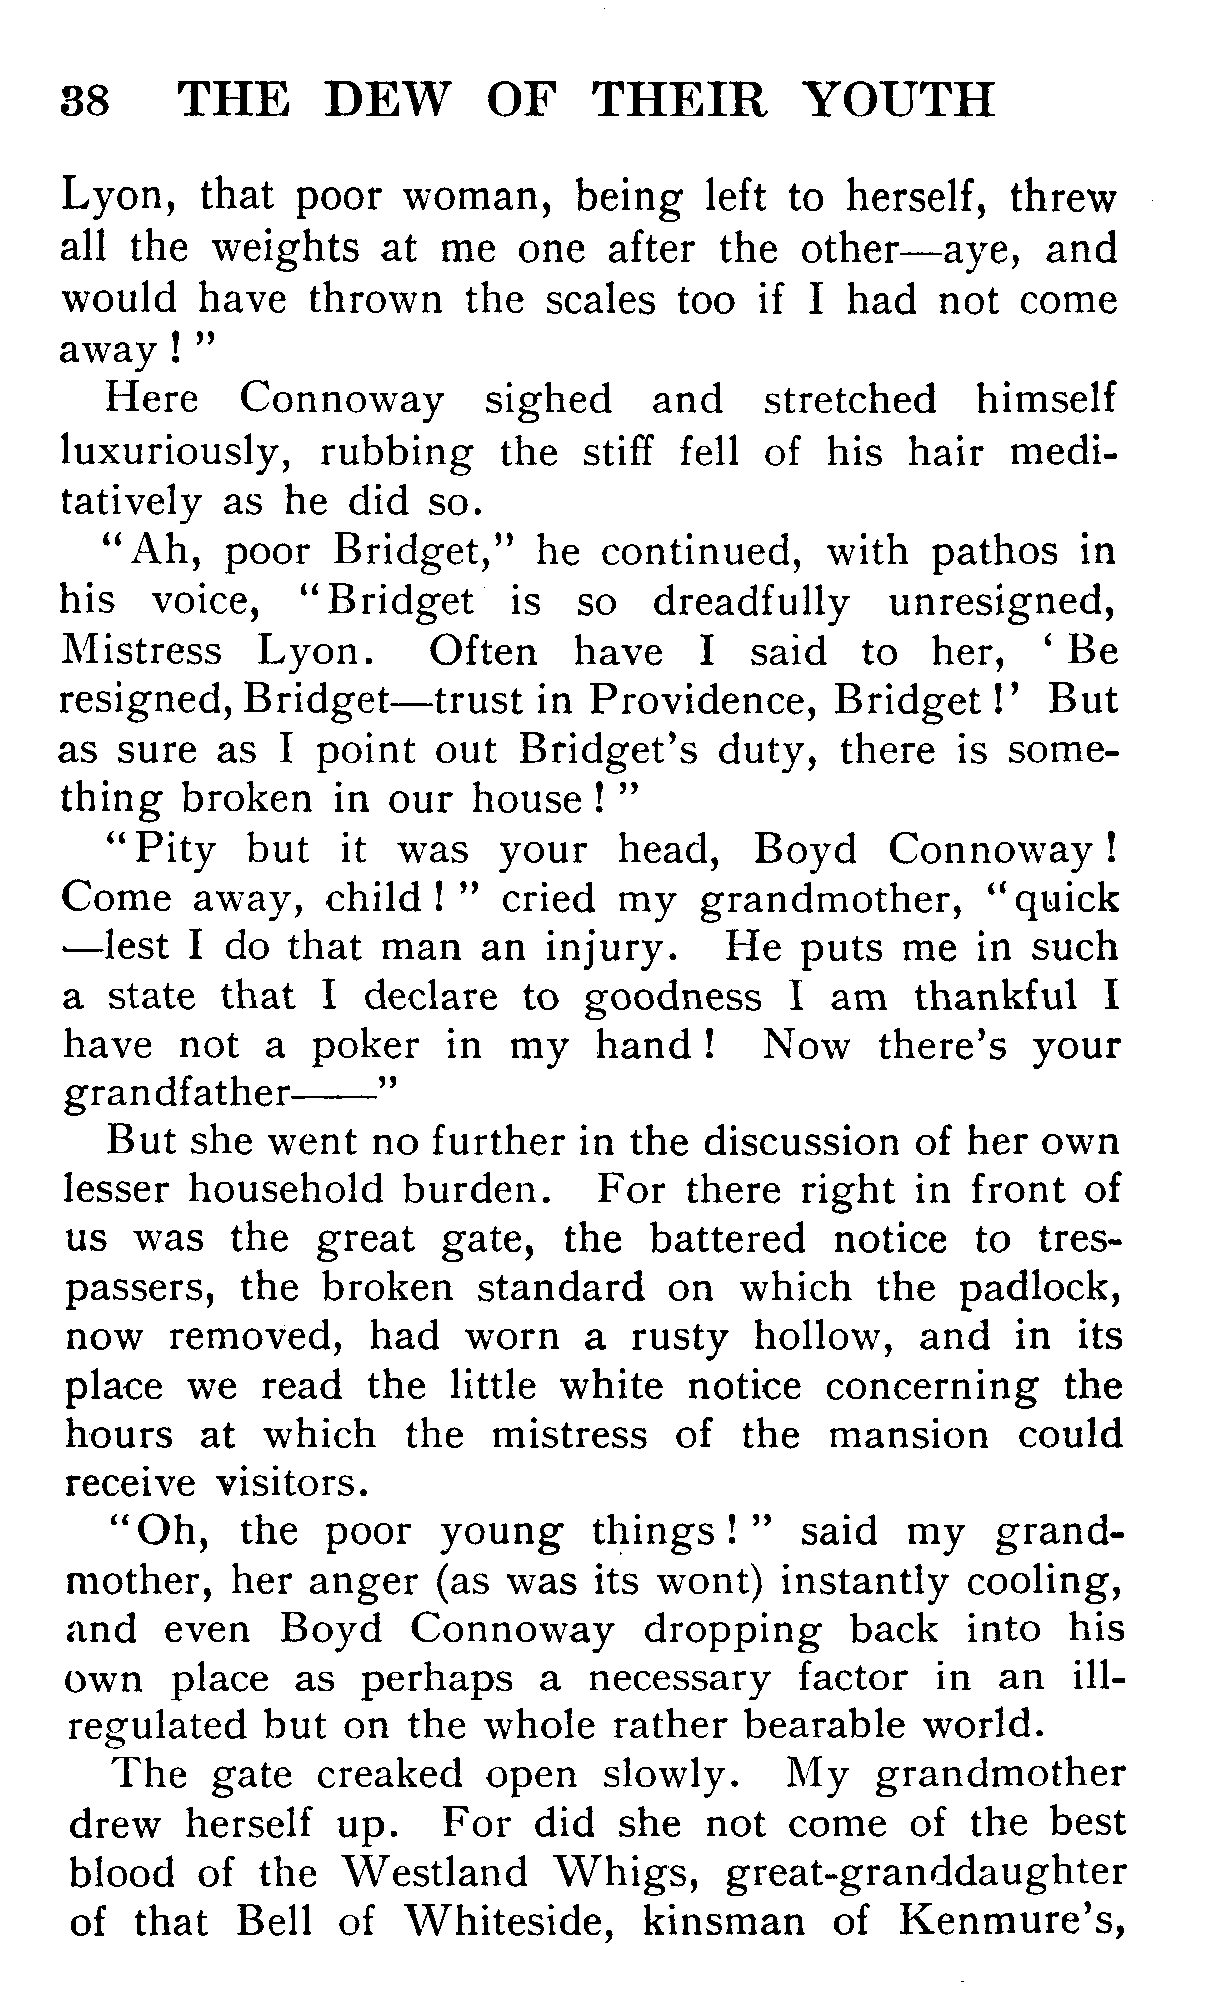 38 THE DEW OF THEIR YOUTH
Lyon, that poor woman, being left to herself, threw
all the weights at me one after the other—aye, and
would have thrown the scales too if I had not come
away ! "
Here Connoway sighed and stretched himself
luxuriously, rubbing the stiff fell of his hair medi-
tatively as he did so.
"Ah, poor Bridget," he continued, with pathos in
his voice, "Bridget is so dreadfully unresigned,
Mistress Lyon. Often have I said to her, ' Be
resigned, Bridget—trust in Providence, Bridget !' But
as sure as I point out Bridget's duty, there is some-
thing broken in our house ! "
"Pity but it was your head, Boyd Connoway !
Come away, child ! " cried my grandmother, "quick
—lest I do that man an injury. He puts me in such
a state that I declare to goodness I am thankful I
have not a poker in my hand ! Now there's your
grandfather——"
But she went no further in the discussion of her own
lesser household burden. For there right in front of
us was the great gate, the battered notice to tres-
passers, the broken standard on which the padlock,
now removed, had worn a rusty hollow, and in its
place we read the little white notice concerning the
hours at which the mistress of the mansion could
receive visitors.
"Oh, the poor young things ! " said my grand-
mother, her anger (as was its wont) instantly cooling,
and even Boyd Connoway dropping back into his
own place as perhaps a necessary factor in an ill-
regulated but on the whole rather bearable world.
The gate creaked open slowly. My grandmother
drew herself up. For did she not come of the best
blood of the Westland Whigs, great-granddaughter
of that Bell of Whiteside, kinsman of Kenmure's,